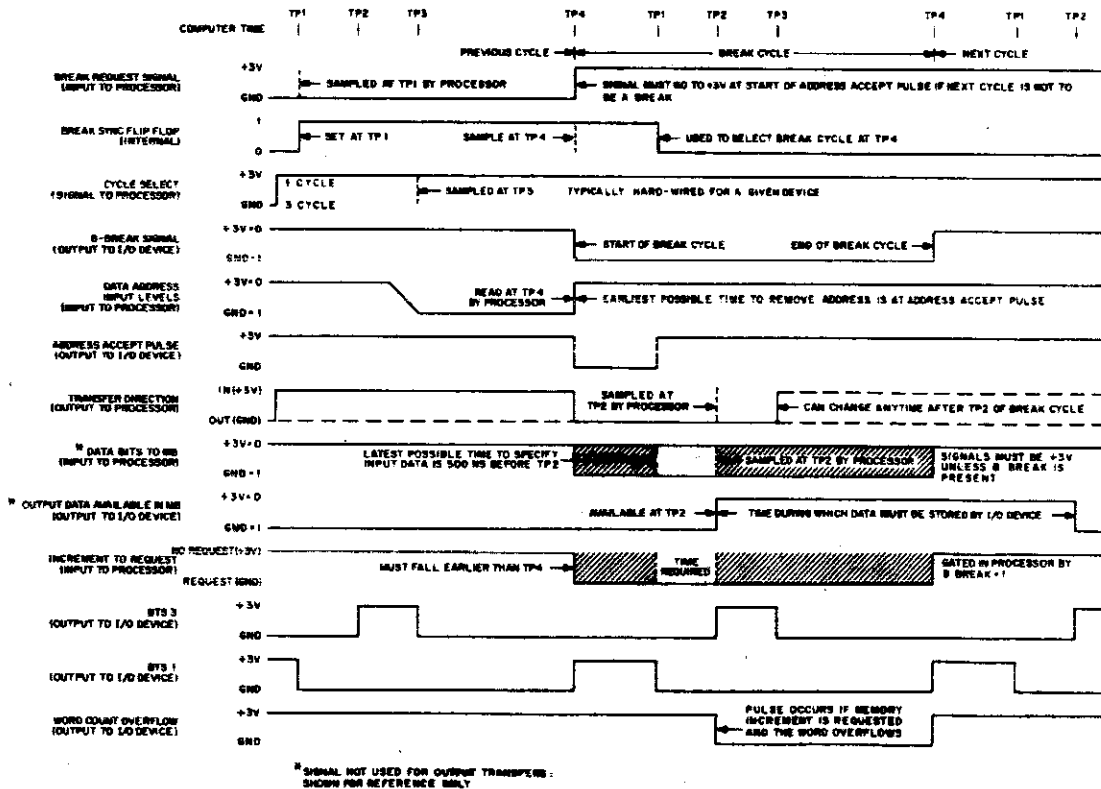 TP1 TP2 TP3 TP4 TP1 TP2 TP3 TP4 TP1 TP2
COMPUTER TIME
PREVIOUS CYCLE BREAK CYCLE NEXT CYCLE
BREAK REQUEST SIGNAL
(INPUT TO PROCESSOR)
+3V
GND
SAMPLED AT TP1 BY PROCESSOR
SIGNAL MUST GO TO +3V AT START OF ADDRESS ACCEPT PULSE IF NEXT CYCLE IS NOT TO
BE A BREAK
BREAK SYNC FLIP FLOP
(INTERNAL)
1
0
SET AT TP1
SAMPLE AT TP4
USED TO SELECT BREAK CYCLE AT TP4
CYCLE SELECT
(SIGNAL TO PROCESSOR)
+3V
GND
1 CYCLE
3 CYCLE
SAMPLED AT TP3
TYPICALLY HARD-WIRED FOR A GIVEN DEVICE
B-BREAK SIGNAL
(OUTPUT TO I/O DEVICE)
+3V=0
GND=1
START OF BREAK CYCLE
END OF BREAK CYCLE
DATA ADDRESS
INPUT LEVELS
(INPUT TO PROCESSOR)
+3V=0
GND=1
READ AT TP4
BY PROCESSOR
EARLIEST POSSIBLE TIME TO REMOVE ADDRESS IS AT ADDRESS ACCEPT PULSE
ADDRESS ACCEPT PULSE
(OUTPUT TO I/O DEVICE)
+3V
GND
TRANSFER DIRECTION
(OUTPUT TO PROCESSOR)
IN(+3V)
OUT(GND)
SAMPLED AT
TP2 BY PROCESSOR
CAN CHANGE ANYTIME AFTER TP2 OF BREAK CYCLE
* DATA BITS TO MB
(INPUT TO PROCESSOR)
+3V=0
GND=1
LATEST POSSIBLE TIME TO SPECIFY
INPUT DATA IS 500 NS BEFORE TP2
SAMPLED AT TP2 BY PROCESSOR
SIGNALS MUST BE +3V
UNLESS B BREAK IS
PRESENT
* OUTPUT DATA AVAILABLE IN MB
(OUTPUT TO I/O DEVICE)
+3V=0
GND=1
AVAILABLE AT TP2
TIME DURING WHICH DATA MUST BE STORED BY I/O DEVICE
INCREMENT TO REQUEST
(INPUT TO PROCESSOR)
NO REQUEST(+3V)
REQUEST(GND)
MUST FALL EARLIER THAN TP4
TIME
REQUIRED
GATED IN PROCESSOR BY
B BREAK=1
BTS 3
(OUTPUT TO I/O DEVICE)
+3V
GND
BTS 1
(OUTPUT TO I/O DEVICE)
+3V
GND
WORD COUNT OVERFLOW
(OUTPUT TO I/O DEVICE)
+3V
GND
PULSE OCCURS IF MEMORY
INCREMENT IS REQUESTED
AND THE WORD OVERFLOWS
* SIGNAL NOT USED FOR OUTPUT TRANSFERS;
SHOWN FOR REFERENCE ONLY